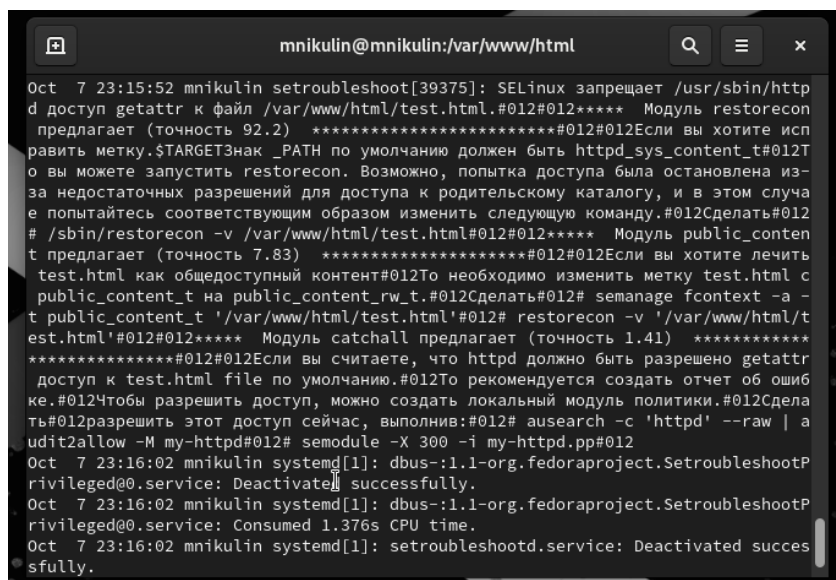 mnikulin@mnikulin:/var/www/html
Oct  7 23:15:52 mnikulin setroubleshoot[39375]: SELinux запрещает /usr/sbin/http
d доступ getattr к файл /var/www/html/test.html.#012#012*****  Модуль restorecon
 предлагает (точность 92.2)  **************************#012#012Если вы хотите исп
равить метку.$TARGETЗнак _PATH по умолчанию должен быть httpd_sys_content_t#012Т
о вы можете запустить restorecon. Возможно, попытка доступа была остановлена из-
за недостаточных разрешений для доступа к родительскому каталогу, и в этом случа
е попытайтесь соответствующим образом изменить следующую команду.#012Сделать#012
# /sbin/restorecon -v /var/www/html/test.html#012#012*****  Модуль public_conten
t предлагает (точность 7.83)  **********************#012#012Если вы хотите лечить
 test.html как общедоступный контент#012То необходимо изменить метку test.html с
 public_content_t на public_content_rw_t.#012Сделать#012# semanage fcontext -a -
t public_content_t '/var/www/html/test.html'#012# restorecon -v '/var/www/html/t
est.html'#012#012*****  Модуль catchall предлагает (точность 1.41)  ************
***************#012#012Если вы считаете, что httpd должно быть разрешено getattr
 доступ к test.html file по умолчанию.#012То рекомендуется создать отчет об ошиб
ке.#012Чтобы разрешить доступ, можно создать локальный модуль политики.#012Сдела
ть#012разрешить этот доступ сейчас, выполнив:#012# ausearch -c 'httpd' --raw | a
udit2allow -M my-httpd#012# semodule -X 300 -i my-httpd.pp#012
Oct  7 23:16:02 mnikulin systemd[1]: dbus-:1.1-org.fedoraproject.SetroubleshootP
rivileged@0.service: Deactivated successfully.
Oct  7 23:16:02 mnikulin systemd[1]: dbus-:1.1-org.fedoraproject.SetroubleshootP
rivileged@0.service: Consumed 1.376s CPU time.
Oct  7 23:16:02 mnikulin systemd[1]: setroubleshootd.service: Deactivated succes
sfully.